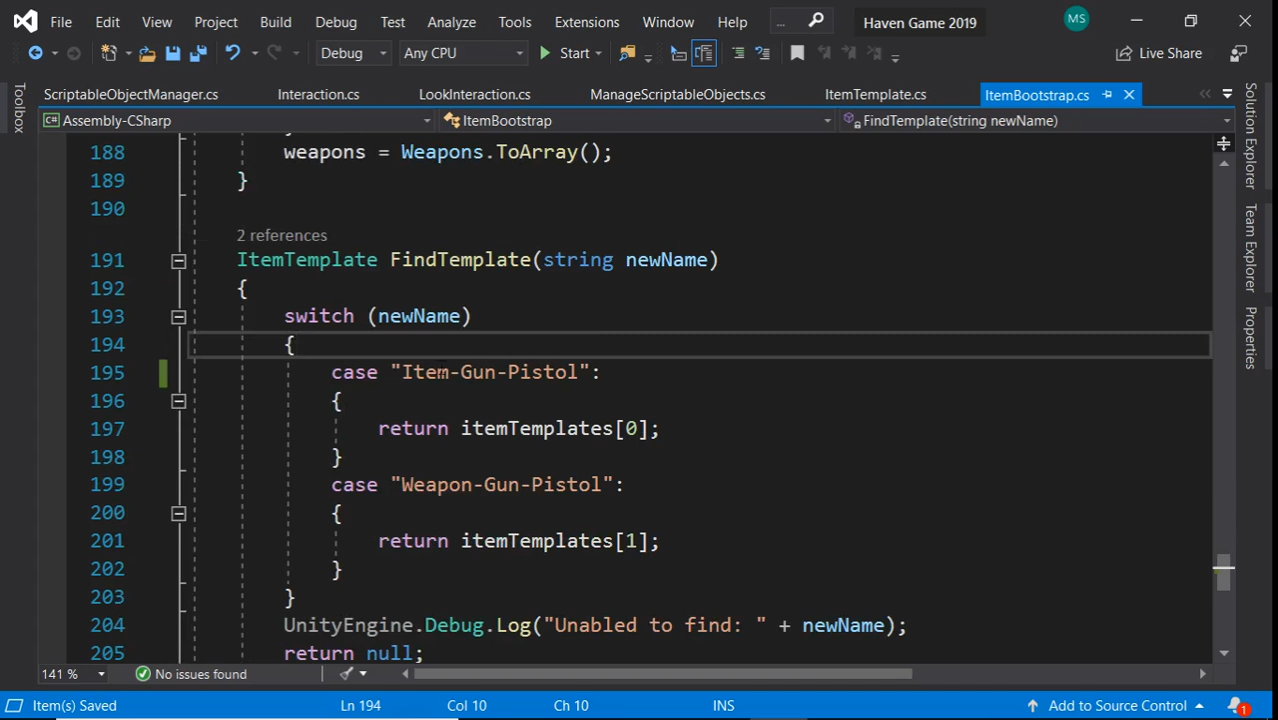 File Edit View Project Build Debug Test Analyze Tools Extensions Window Help ... Haven Game 2019 MS
Debug Any CPU Start Live Share
ScriptableObjectManager.cs Interaction.cs LookInteraction.cs ManageScriptableObjects.cs ItemTemplate.cs ItemBootstrap.cs
Assembly-CSharp ItemBootstrap FindTemplate(string newName)
Toolbox
Solution Explorer
Team Explorer
Properties
188 weapons = Weapons.ToArray();
189 }
190
2 references
191 ItemTemplate FindTemplate(string newName)
192 {
193 switch (newName)
194 {
195 case "Item-Gun-Pistol":
196 {
197 return itemTemplates[0];
198 }
199 case "Weapon-Gun-Pistol":
200 {
201 return itemTemplates[1];
202 }
203 }
204 UnityEngine.Debug.Log("Unable to find: " + newName);
205 return null;
141 % No issues found
Item(s) Saved Ln 194 Col 10 Ch 10 INS Add to Source Control 1